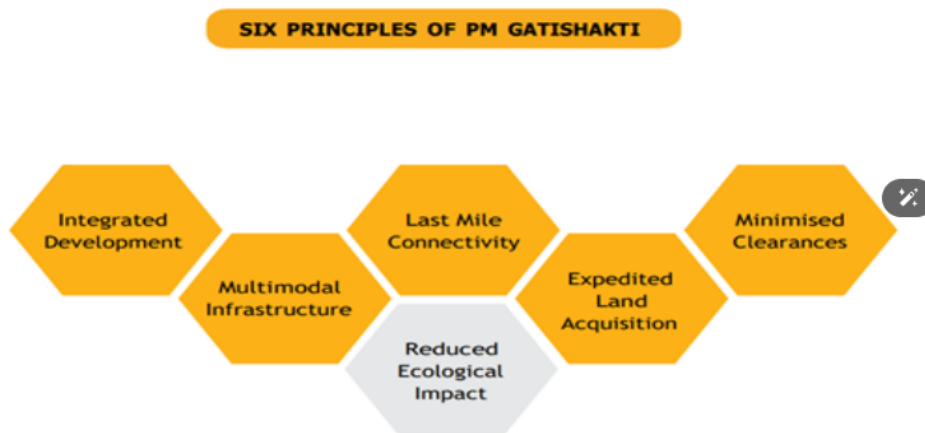 SIX PRINCIPLES OF PM GATISHAKTI
Integrated
Development
Multimodal
Infrastructure
Last Mile
Connectivity
Reduced
Ecological
Impact
Expedited
Land
Acquisition
Minimised
Clearances